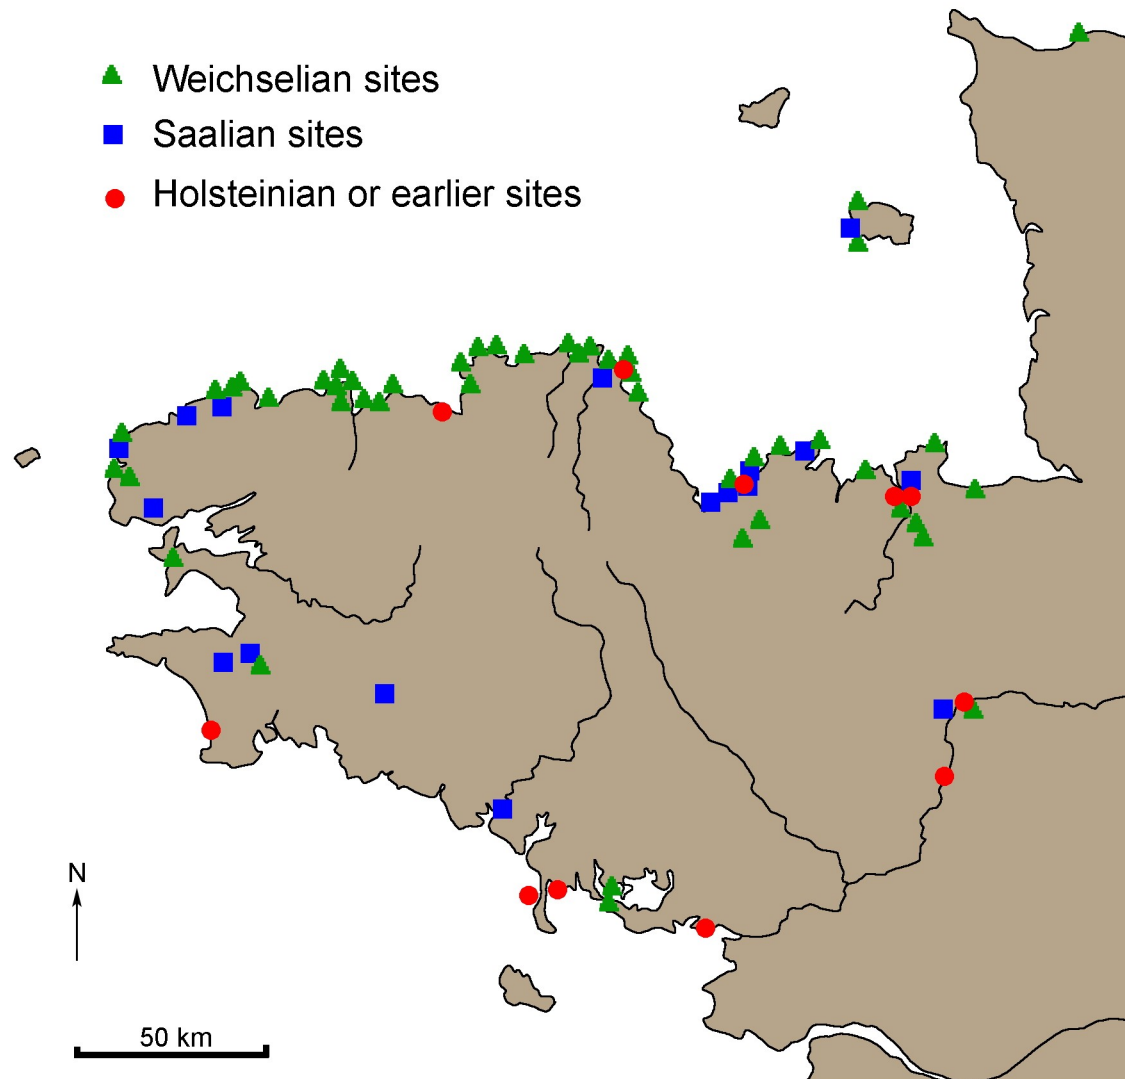 Weichselian sites
Saalian sites
Holsteinian or earlier sites
N
50 km